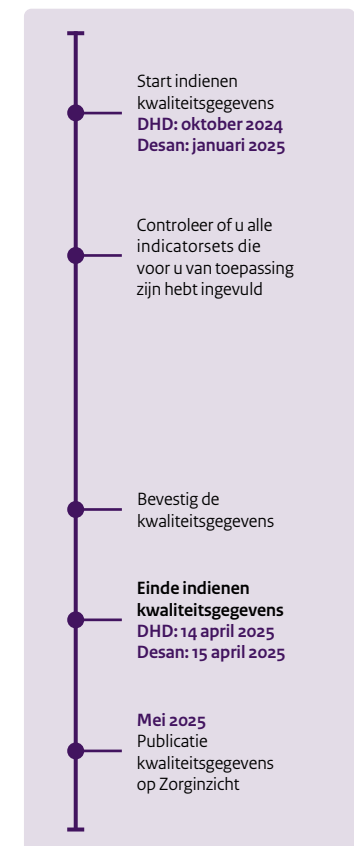 Start indienen
kwaliteitsgegevens
DHD: oktober 2024
Desan: januari 2025
Controleer of u alle
indicatorsets die
voor u van toepassing
zijn hebt ingevuld
Bevestig de
kwaliteitsgegevens
Einde indienen
kwaliteitsgegevens
DHD: 14 april 2025
Desan: 15 april 2025
Mei 2025
Publicatie
kwaliteitsgegevens
op Zorginzicht